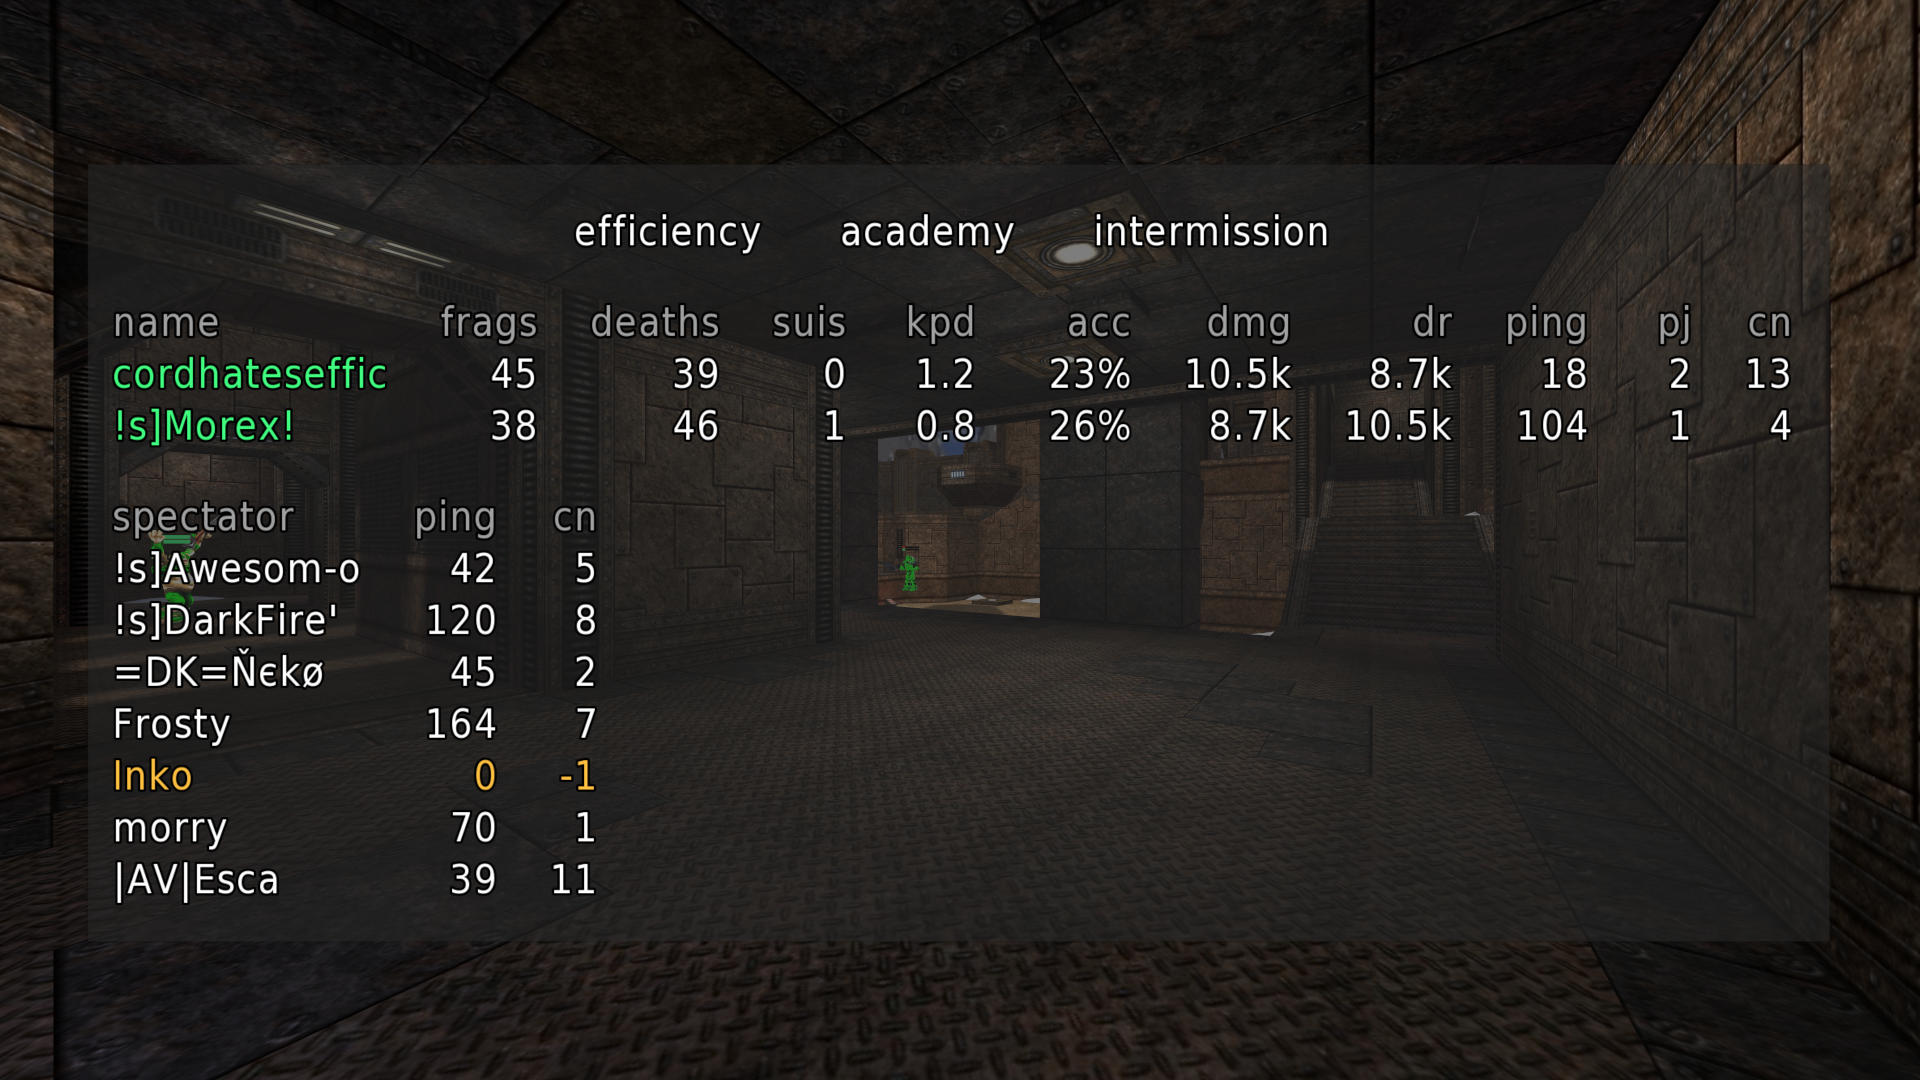 efficiency academy intermission
name frags deaths suis kpd acc dmg dr ping pj cn
cordhateseffic 45 39 0 1.2 23% 10.5k 8.7k 18 2 13
!s]Morex! 38 46 1 0.8 26% 8.7k 10.5k 104 1 4
spectator ping cn
!s]Awesom-o 42 5
!s]DarkFire' 120 8
=DK=Ňєkø 45 2
Frosty 164 7
Inko 0 -1
morry 70 1
|AV|Esca 39 11